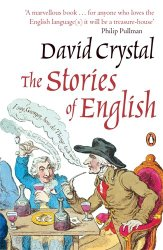 'A marvellous book . . . for anyone who loves the
English language(s) it will be a treasure-house'
Philip Pullman
David Crystal
The Stories of English